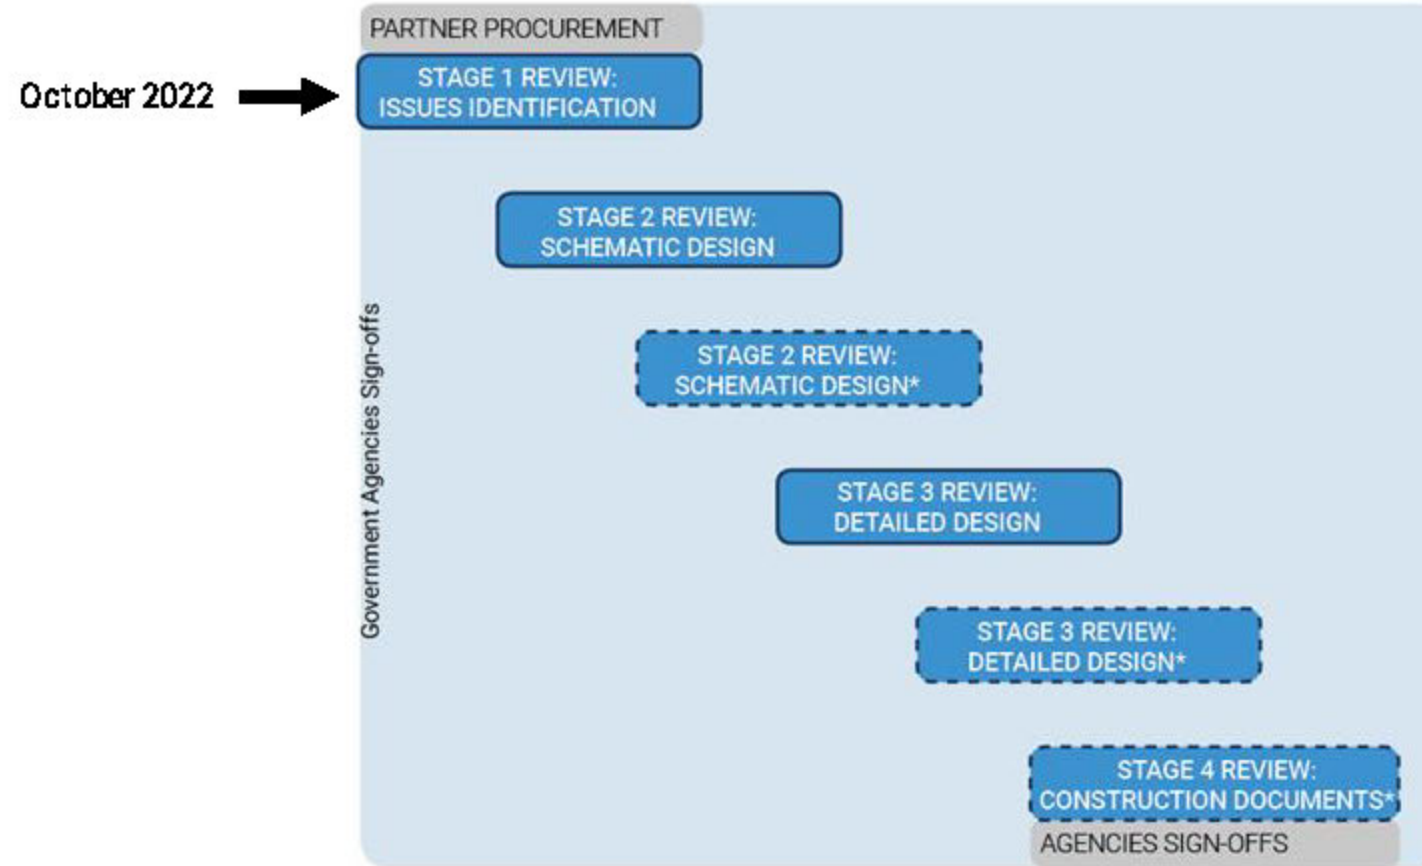 PARTNER PROCUREMENT
October 2022
STAGE 1 REVIEW:
ISSUES IDENTIFICATION
STAGE 2 REVIEW:
SCHEMATIC DESIGN
Government Agencies Sign-offs
STAGE 2 REVIEW:
SCHEMATIC DESIGN*
STAGE 3 REVIEW:
DETAILED DESIGN
STAGE 3 REVIEW:
DETAILED DESIGN*
STAGE 4 REVIEW:
CONSTRUCTION DOCUMENTS*
AGENCIES SIGN-OFFS